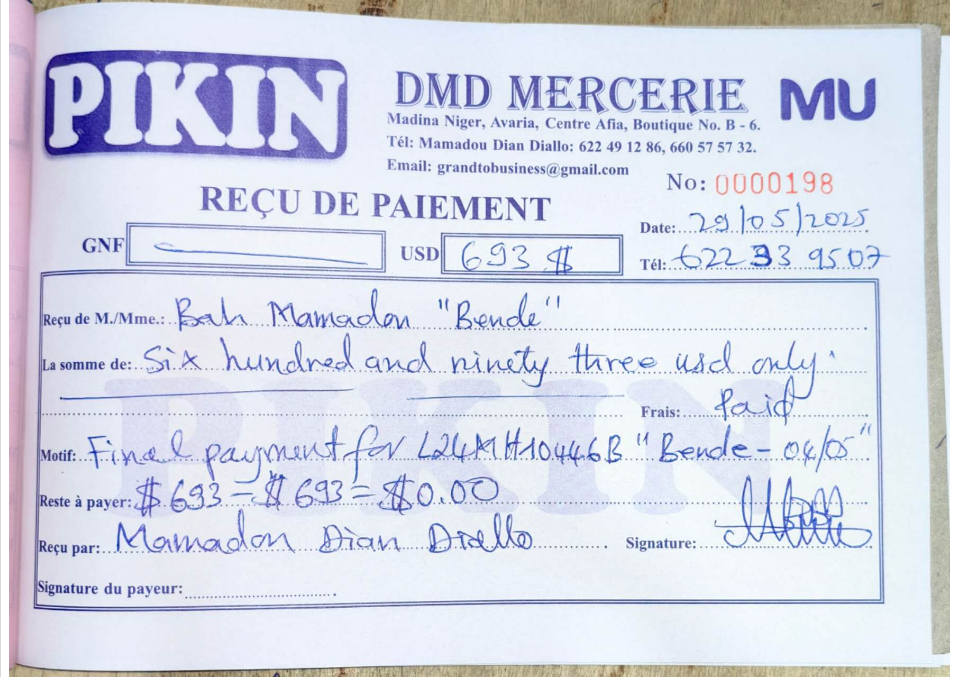 PIKIN
DMD MERCERIE
MU
Madina Niger, Avaria, Centre Afia, Boutique No. B - 6.
Tél: Mamadou Dian Diallo: 622 49 12 86, 660 57 57 32.
Email: grandtobusiness@gmail.com
No: 0000198
REÇU DE PAIEMENT
Date: 29/05/2025
GNF
USD 693 $
Tél: 622 33 95 07
Reçu de M./Mme.: Bah Mamadou "Bende"
La somme de: Six hundred and ninety three usd only.
Frais: Paid
Motif: Final payment for L24MH10446B "Bende - 04/05"
Reste à payer: $ 693 - $ 693 = $0.00
Reçu par: Mamadou Dian Diallo
Signature:
Signature du payeur:
PIKIN